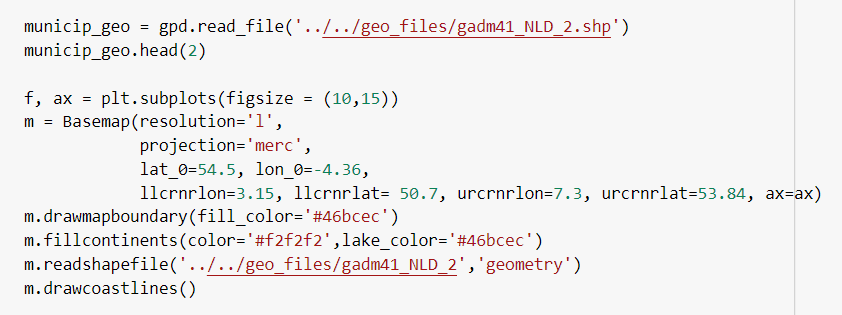 municip_geo = gpd.read_file('../../geo_files/gadm41_NLD_2.shp')
municip_geo.head(2)
f, ax = plt.subplots(figsize = (10,15))
m = Basemap(resolution='l',
projection='merc',
lat_0=54.5, lon_0=-4.36,
llcrnrlon=3.15, llcrnrlat= 50.7, urcrnrlon=7.3, urcrnrlat=53.84, ax=ax)
m.drawmapboundary(fill_color='#46bcec')
m.fillcontinents(color='#f2f2f2',lake_color='#46bcec')
m.readshapefile('../../geo_files/gadm41_NLD_2','geometry')
m.drawcoastlines()